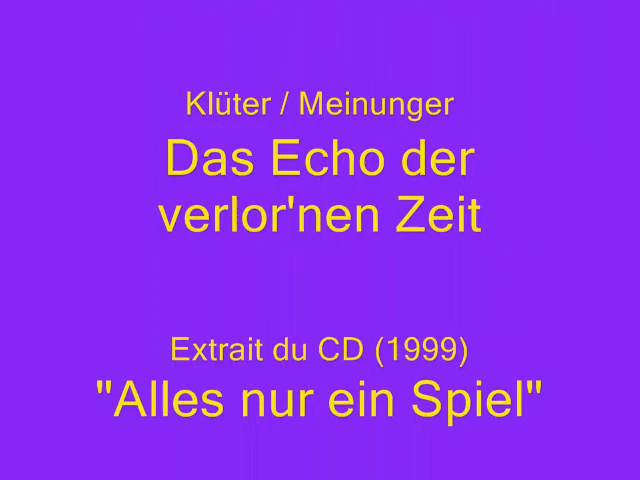 Klüter / Meinunger
Das Echo der
verlor'nen Zeit
Extrait du CD (1999)
"Alles nur ein Spiel"